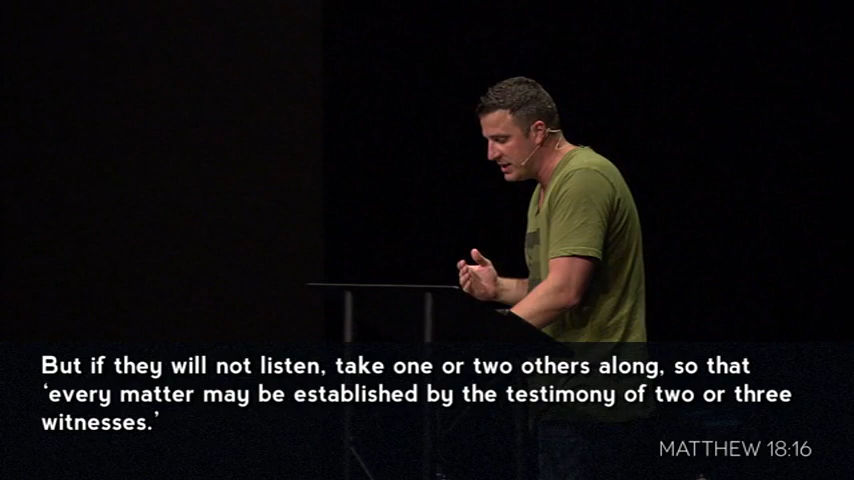 But if they will not listen, take one or two others along, so that
‘every matter may be established by the testimony of two or three
witnesses.’
MATTHEW 18:16